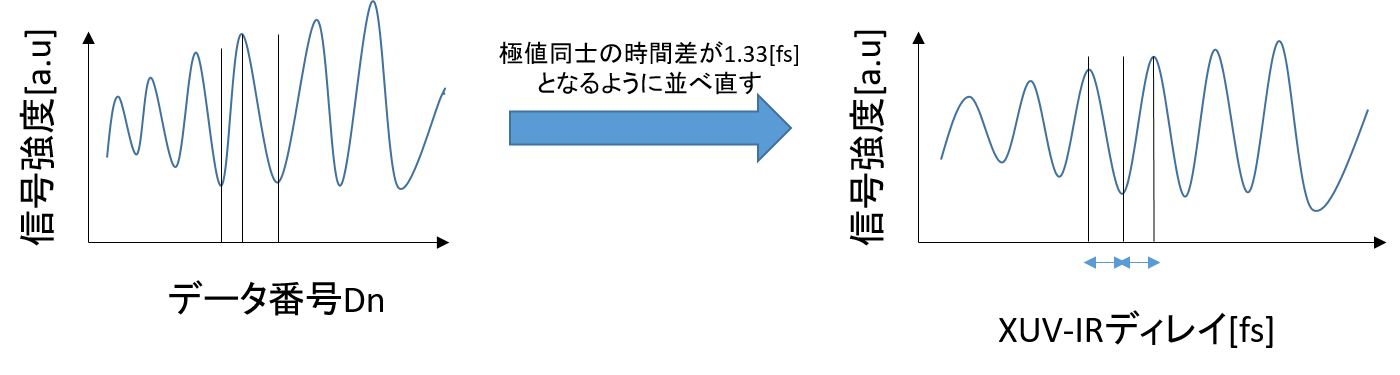 信号強度[a.u]
データ番号Dn
極値同士の時間差が1.33[fs]
となるように並べ直す
信号強度[a.u]
XUV-IRディレイ[fs]